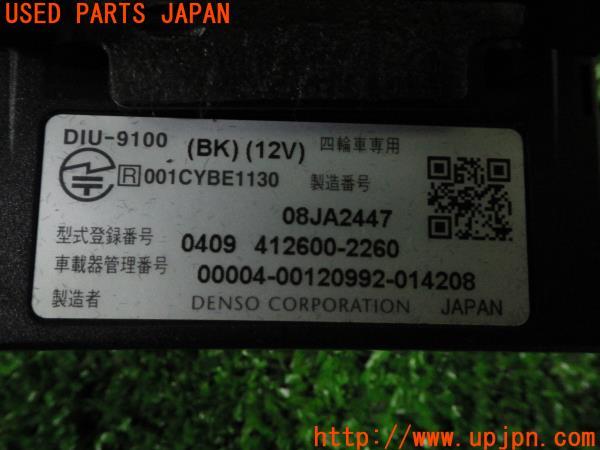 USED PARTS JAPAN
DIU-9100 (BK) (12V) 四輪車専用
R 001CYBE1130 製造番号
08JA2447
型式登録番号 0409 412600-2260
車載器管理番号 00004-00120992-014208
製造者 DENSO CORPORATION JAPAN
http://www.upjpn.com/